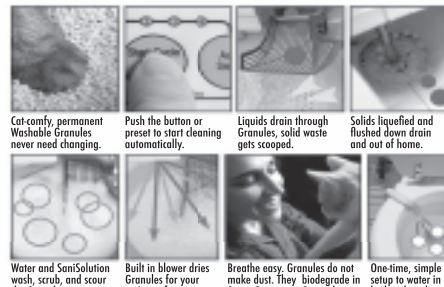 Cat-comfy, permanent
Washable Granules
never need changing.
Push the button or
preset to start cleaning
automatically.
Liquids drain through
Granules, solid waste
gets scooped.
Solids liquefied and
flushed down drain
and out of home.
Water and SaniSolution
wash, scrub, and scour
Built in blower dries
Granules for your
Breathe easy. Granules do not
make dust. They biodegrade in
One-time, simple
setup to water in